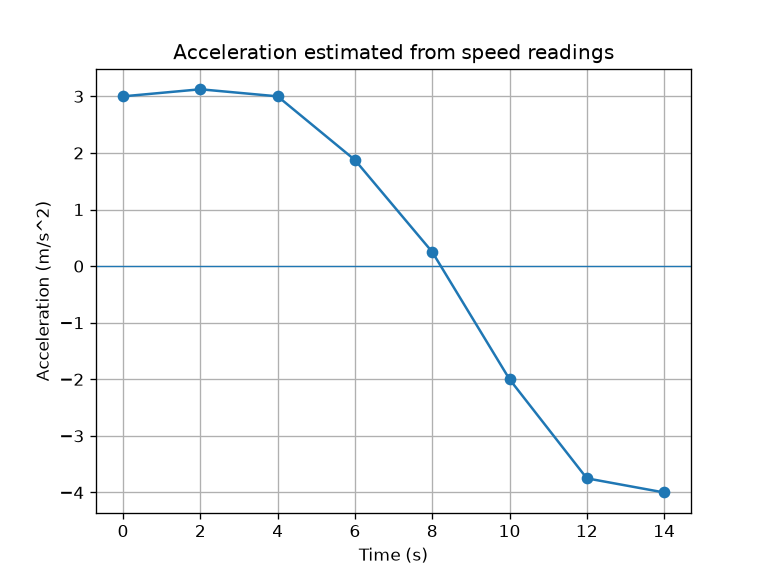 Acceleration estimated from speed readings
3
2
1
0
−1
−2
−3
−4
Acceleration (m/s^2)
0 2 4 6 8 10 12 14
Time (s)